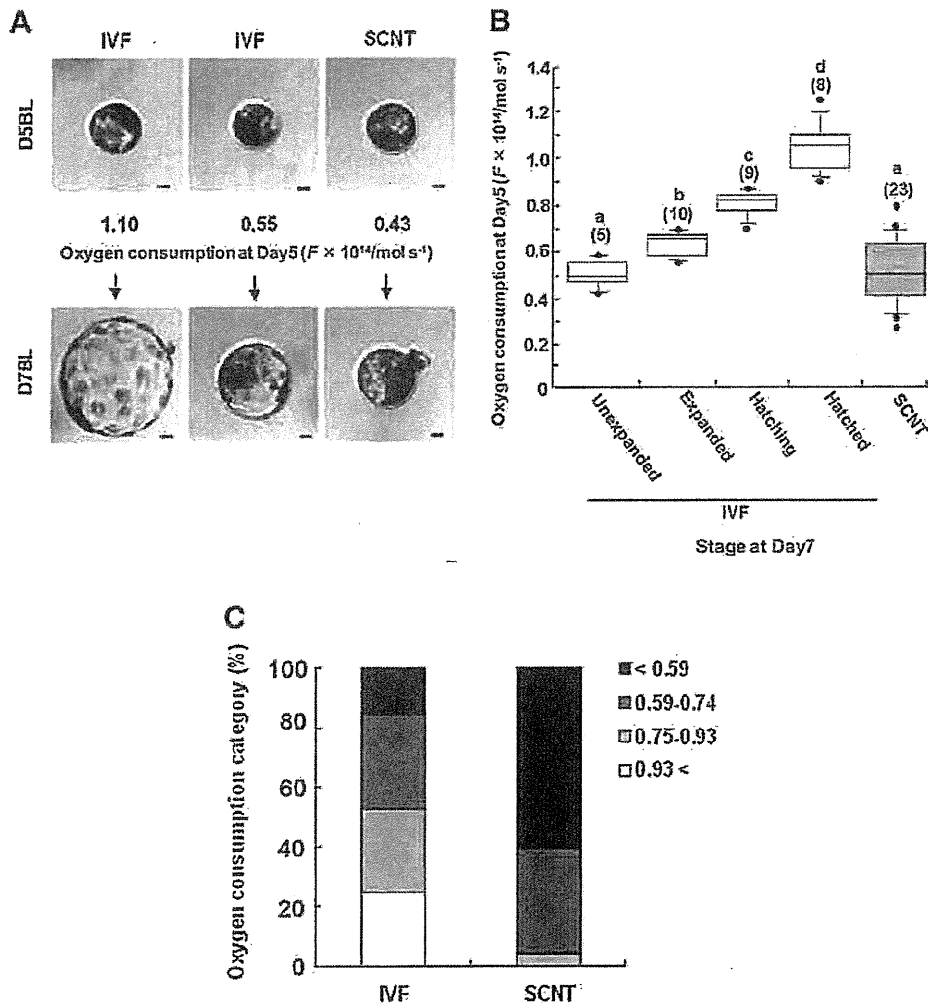 A
IVF IVF SCNT
D5BL
1.10 0.55 0.43
Oxygen consumption at Day5 (F × 10¹⁴/mol s⁻¹)
D7BL
B
Oxygen consumption at Day5 (F × 10¹⁴/mol s⁻¹)
1.4
1.2
1.0
0.8
0.6
0.4
0.2
0
a
(5)
b
(10)
c
(9)
d
(8)
a
(23)
Unexpanded
Expanded
Hatching
Hatched
SCNT
IVF
Stage at Day7
C
Oxygen consumption category (%)
100
80
60
40
20
0
IVF SCNT
< 0.59
0.59-0.74
0.75-0.93
0.93 <